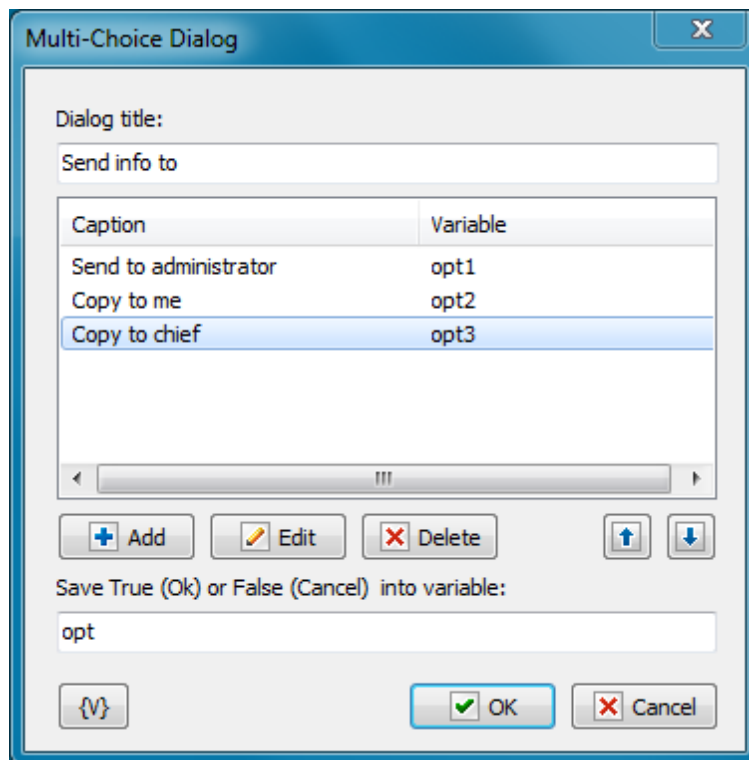 Multi-Choice Dialog
Dialog title:
Send info to
Caption Variable
Send to administrator opt1
Copy to me opt2
Copy to chief opt3
Add Edit Delete
Save True (Ok) or False (Cancel) into variable:
opt
{V} OK Cancel